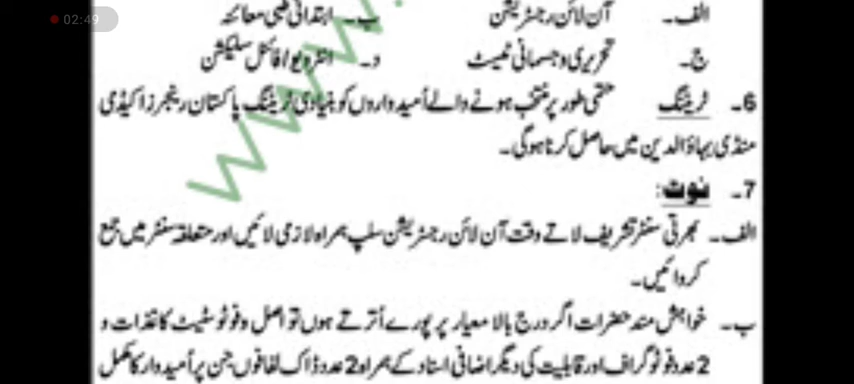 02:49
الف۔ آن لائن رجسٹریشن ب۔ ابتدائی طبی معائنہ
ج۔ تحریری و جسمانی ٹیسٹ د۔ انٹرویو/فائنل سلیکشن
6۔ ٹریننگ حتمی طور پر منتخب ہونے والے اُمیدواروں کو بنیادی ٹریننگ پاکستان رینجرز اکیڈمی
منڈی بہاؤالدین میں حاصل کرنا ہوگی۔
7۔ نوٹ:
الف۔ بھرتی سنٹر تشریف لاتے وقت آن لائن رجسٹریشن سلپ ہمراہ لازمی لائیں اور متعلقہ سنٹر میں جمع
کروائیں۔
ب۔ خواہش مند حضرات اگر درج بالا معیار پر پورے اُترتے ہوں تو اصل و فوٹوسٹیٹ کاغذات و
2 عدد فوٹو گراف اور قابلیت کی دیگر اضافی اسناد کے ہمراہ 2 عدد ڈاک لفافوں جن پر اُمیدوار کا مکمل
www.